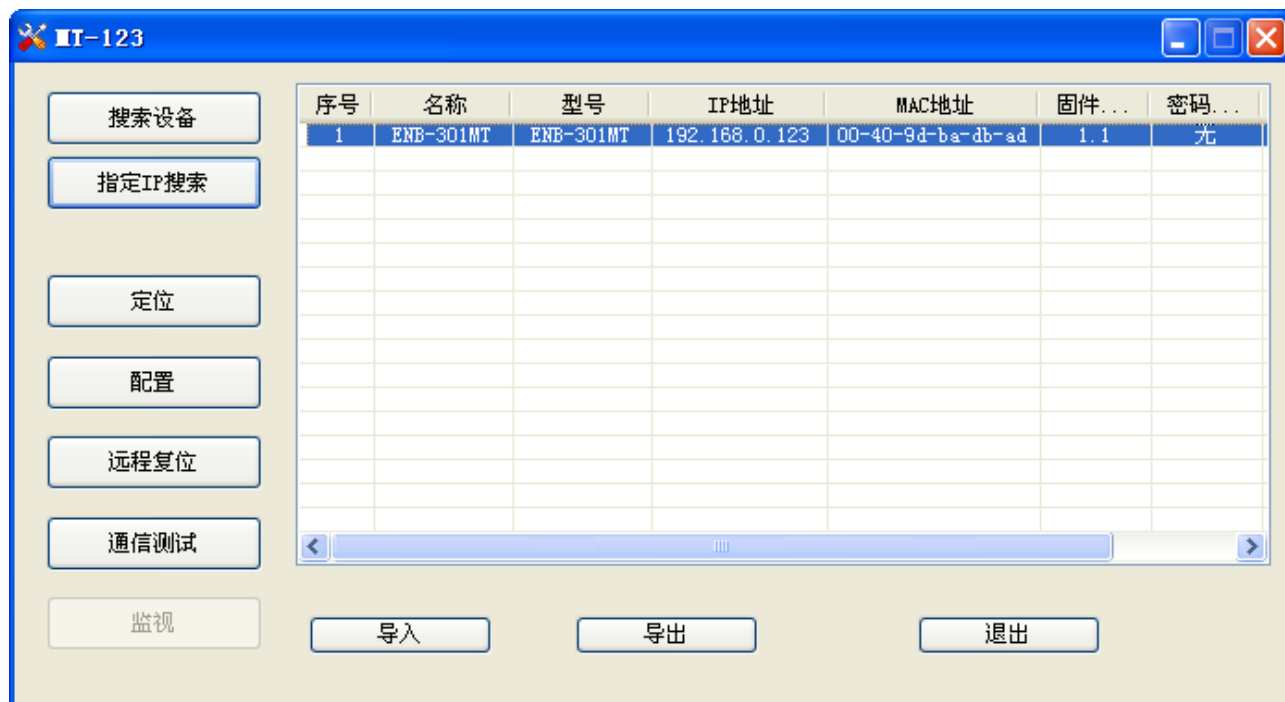 MT-123
搜索设备
指定IP搜索
定位
配置
远程复位
通信测试
监视
序号 名称 型号 IP地址 MAC地址 固件... 密码...
1 ENB-301MT ENB-301MT 192.168.0.123 00-40-9d-ba-db-ad 1.1 无
导入 导出 退出